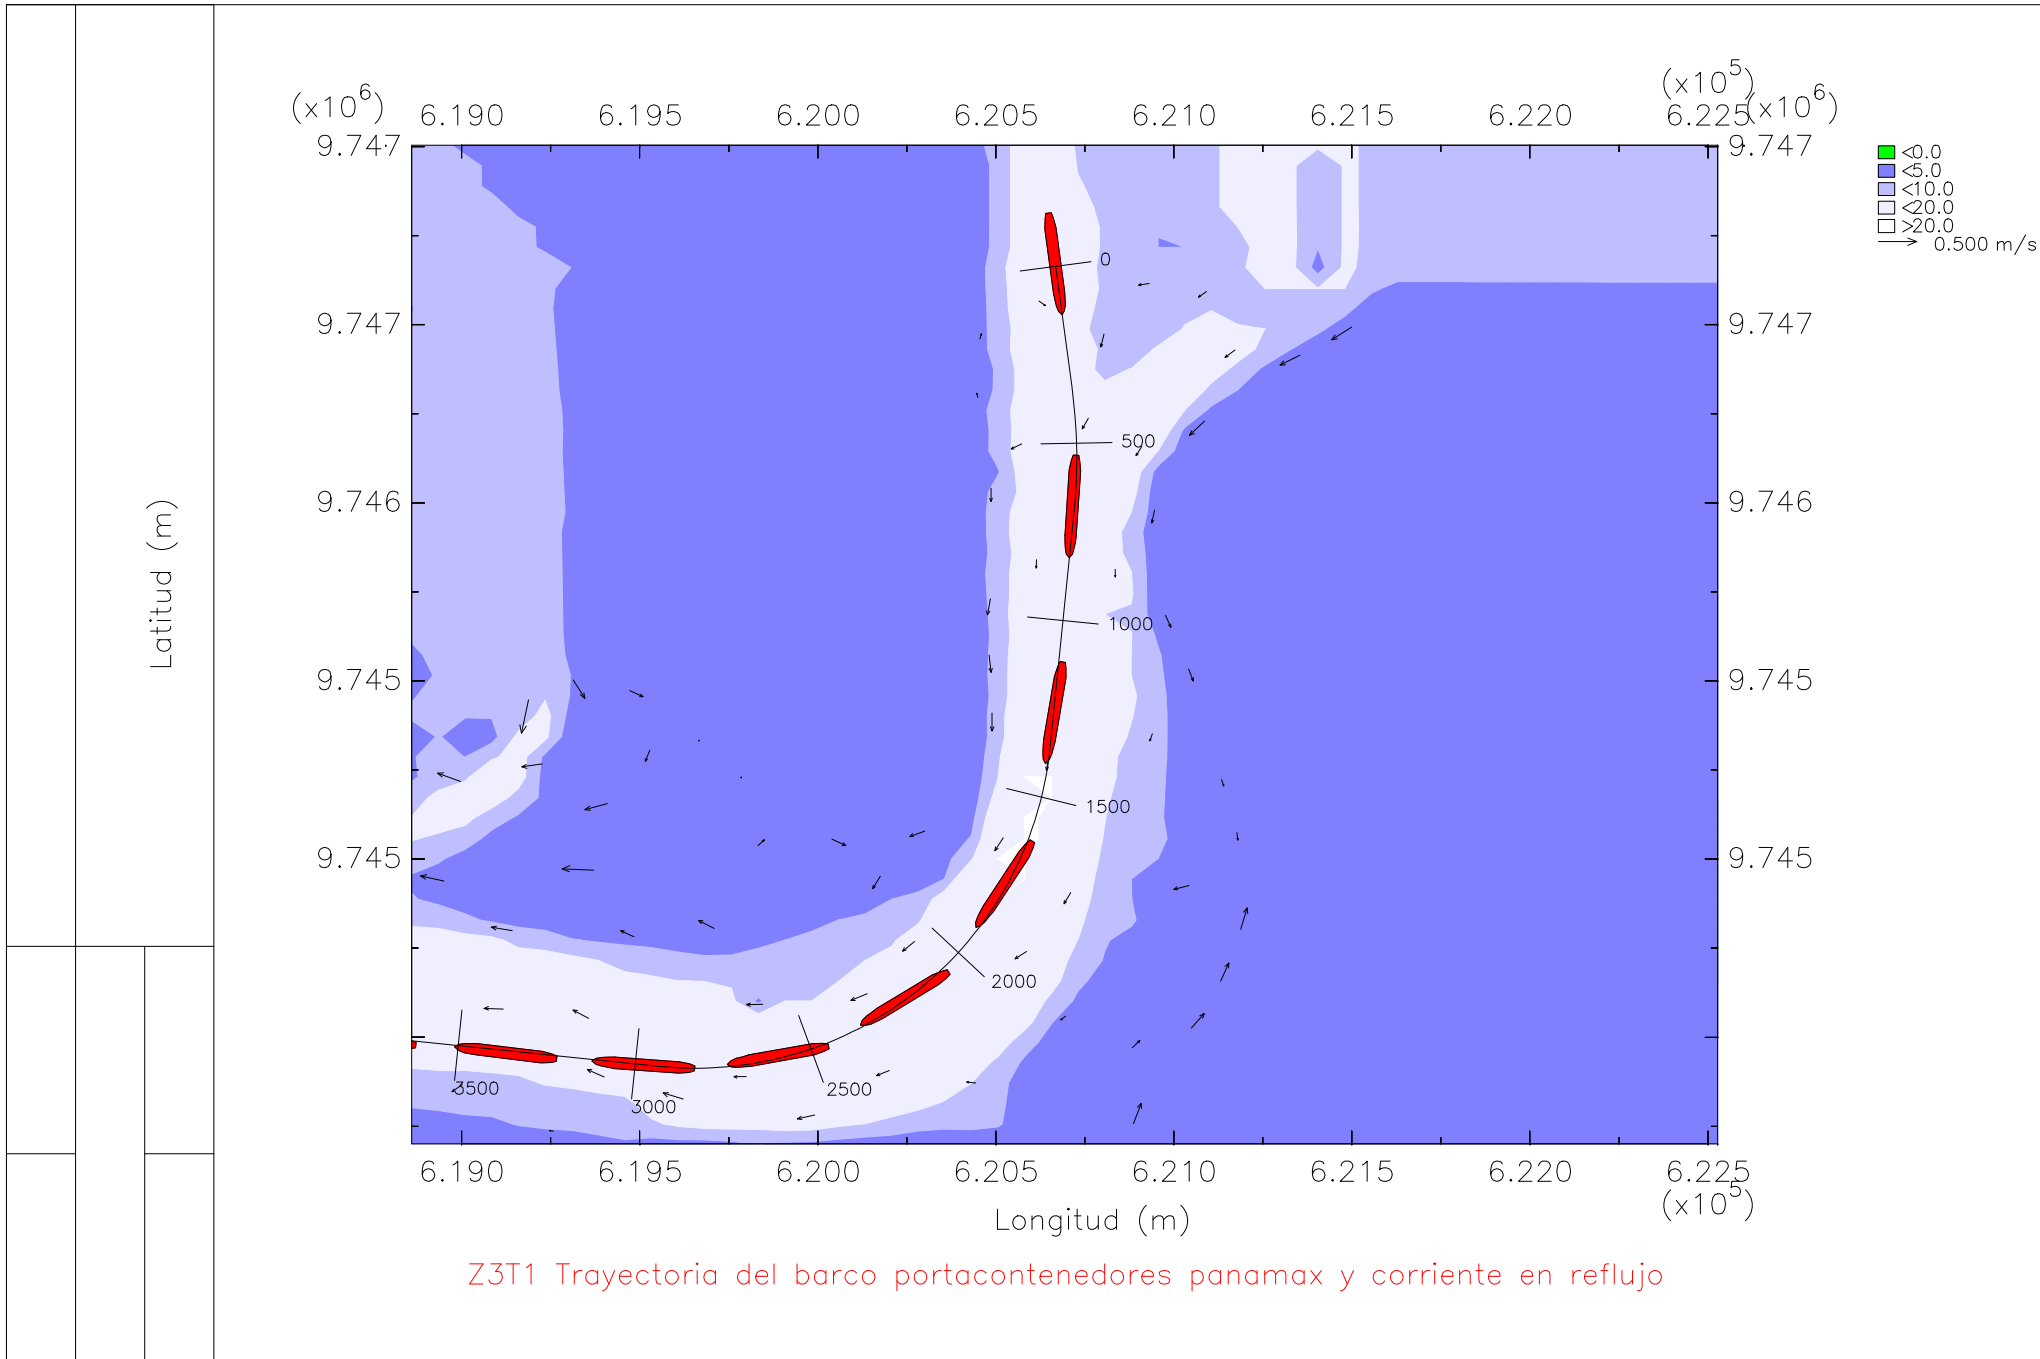 (x10^5)
(x10^6) 6.190 6.195 6.200 6.205 6.210 6.215 6.220 6.225 (x10^6)
9.747 9.747
<0.0
<5.0
<10.0
<20.0
>20.0
0.500 m/s
0
9.747 9.747
500
9.746 9.746
Latitud (m)
1000
9.745 9.745
1500
9.745 9.745
2000
3500
3000
2500
6.190 6.195 6.200 6.205 6.210 6.215 6.220 6.225
(x10^5)
Longitud (m)
Z3T1 Trayectoria del barco portacontenedores panamax y corriente en reflujo